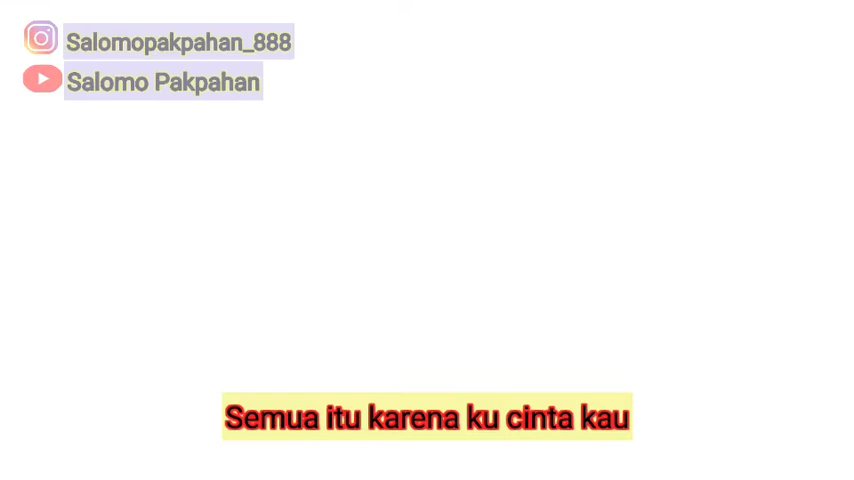 Salomopakpahan_888
Salomo Pakpahan
Semua itu karena ku cinta kau